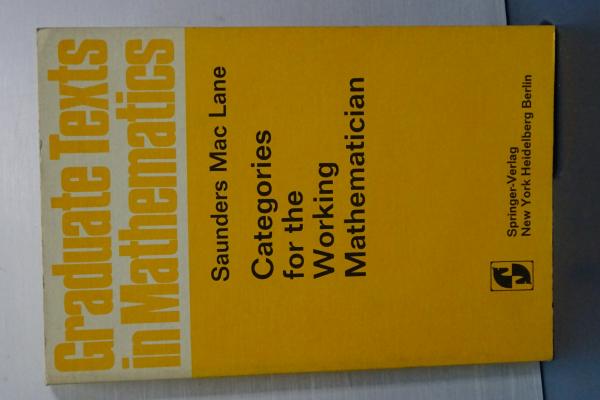 Graduate Texts
in Mathematics
Saunders Mac Lane
Categories
for the
Working
Mathematician
Springer-Verlag
New York Heidelberg Berlin